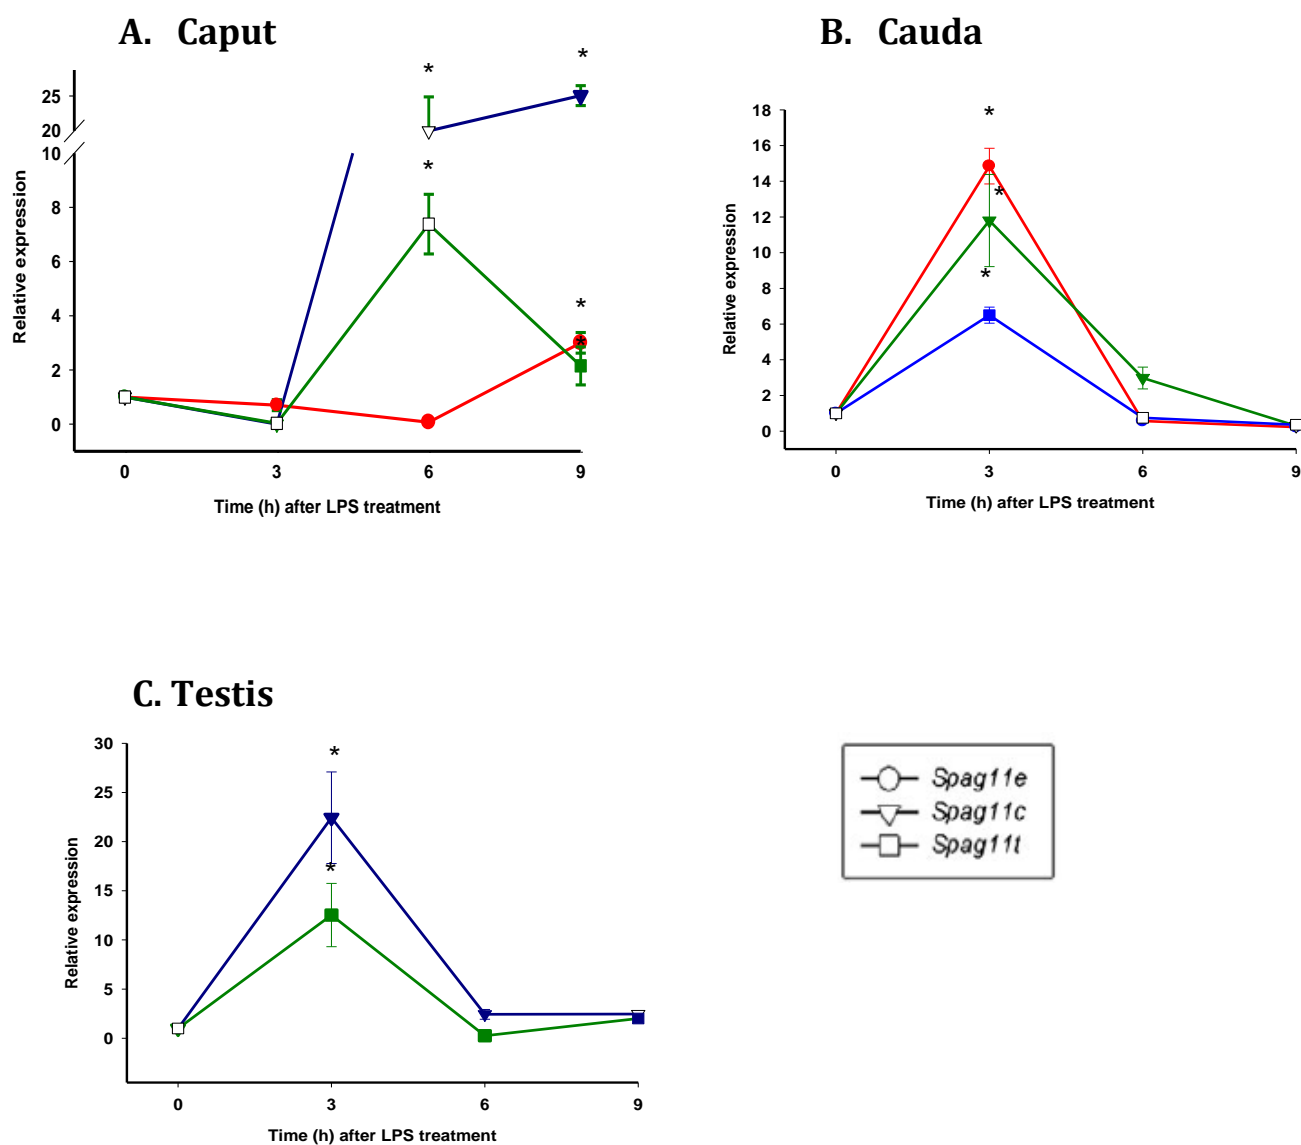 A. Caput
*
*
25
20
10
*
8
6
4
*
*
2
0
Relative expression
0 3 6 9
Time (h) after LPS treatment
B. Cauda
18
*
16
14
*
12
10
*
8
6
4
2
0
Relative expression
0 3 6 9
Time (h) after LPS treatment
C. Testis
30
*
25
20
*
15
10
5
0
Relative expression
0 3 6 9
Time (h) after LPS treatment
Spag11e
Spag11c
Spag11t